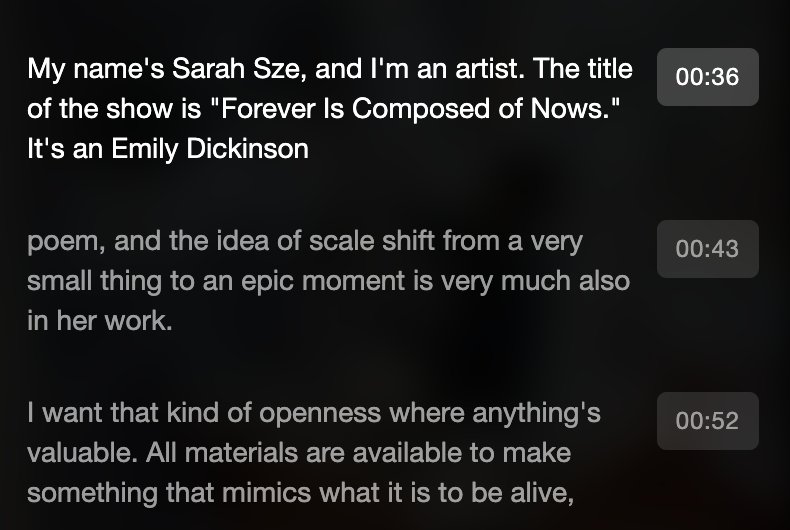 My name's Sarah Sze, and I'm an artist. The title
of the show is "Forever Is Composed of Nows."
It's an Emily Dickinson
00:36
poem, and the idea of scale shift from a very
small thing to an epic moment is very much also
in her work.
00:43
I want that kind of openness where anything's
valuable. All materials are available to make
something that mimics what it is to be alive,
00:52